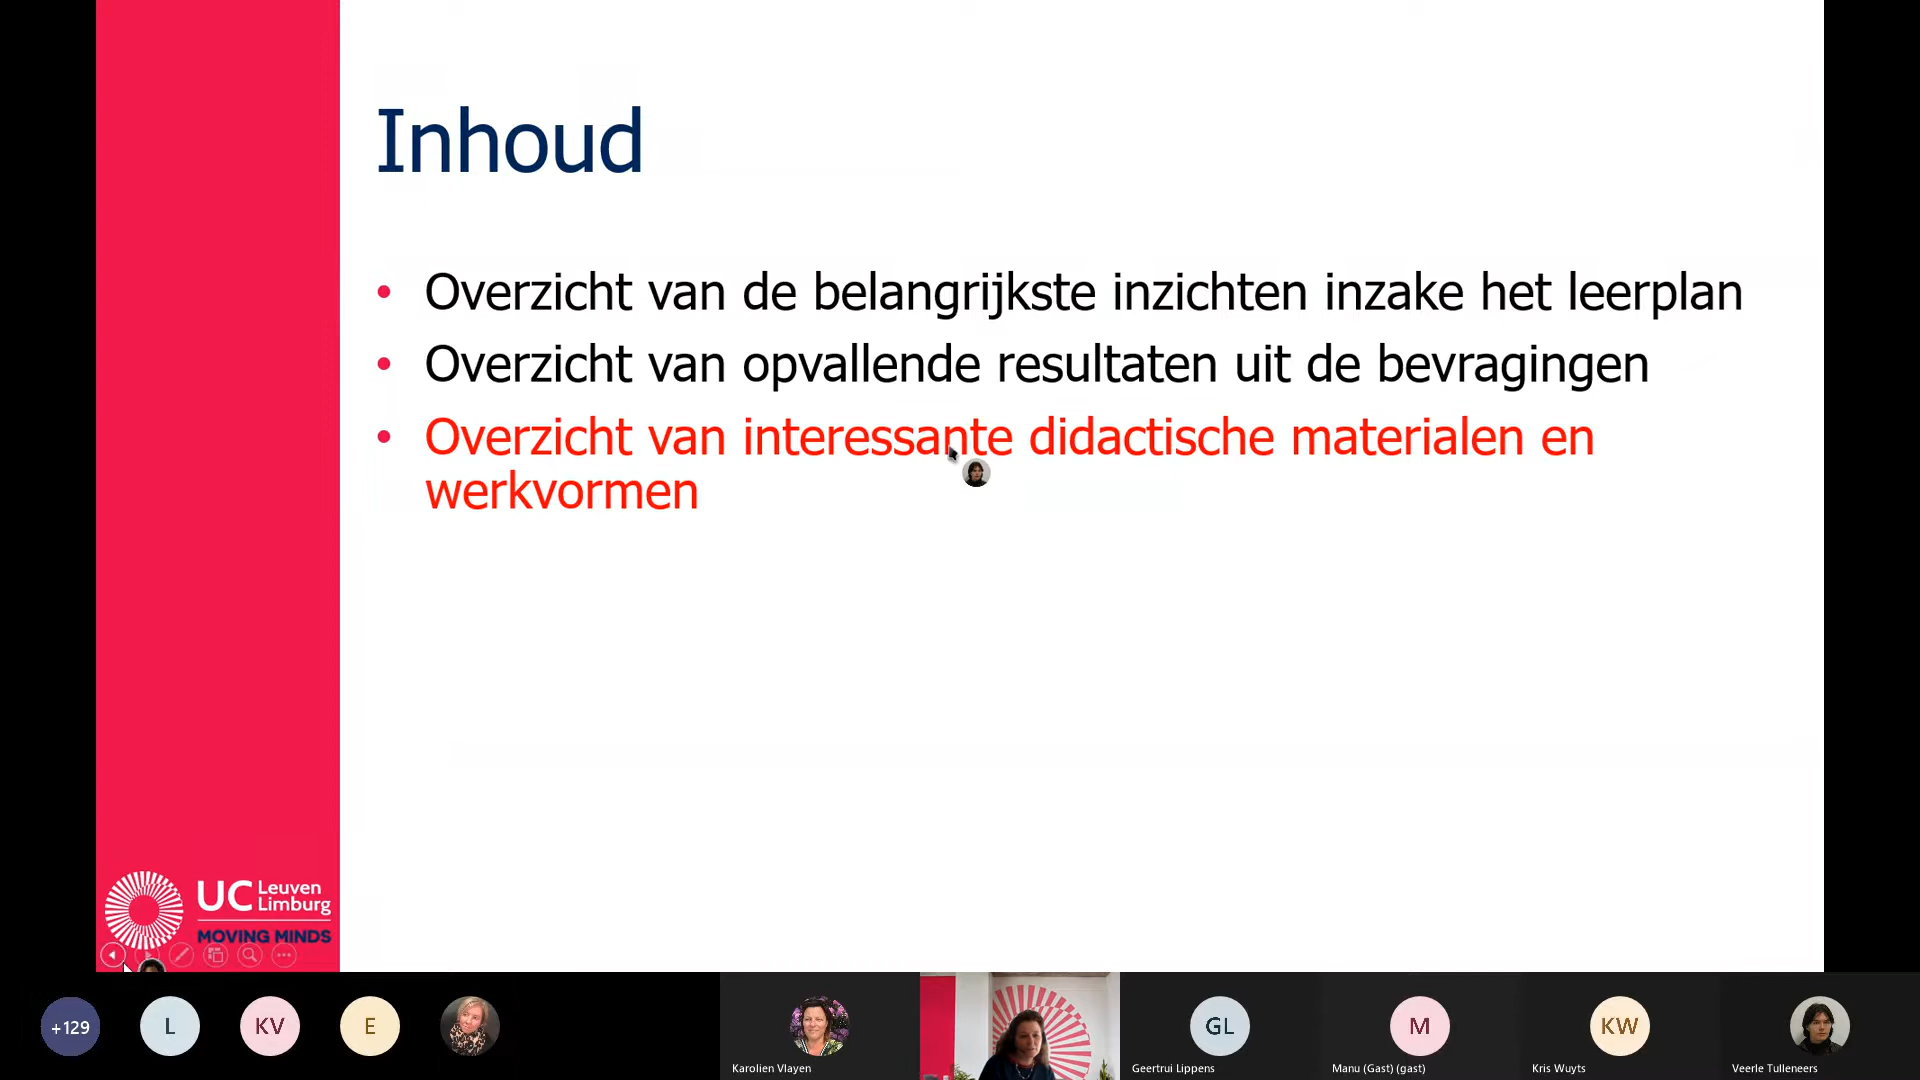 Inhoud
• Overzicht van de belangrijkste inzichten inzake het leerplan
• Overzicht van opvallende resultaten uit de bevragingen
• Overzicht van interessante didactische materialen en
werkvormen
UC Leuven
Limburg
MOVING MINDS
+129
L
KV
E
GL
M
KW
Karolien Vlayen
Geertrui Lippens
Manu (Gast) (gast)
Kris Wuyts
Veerle Tulleneers